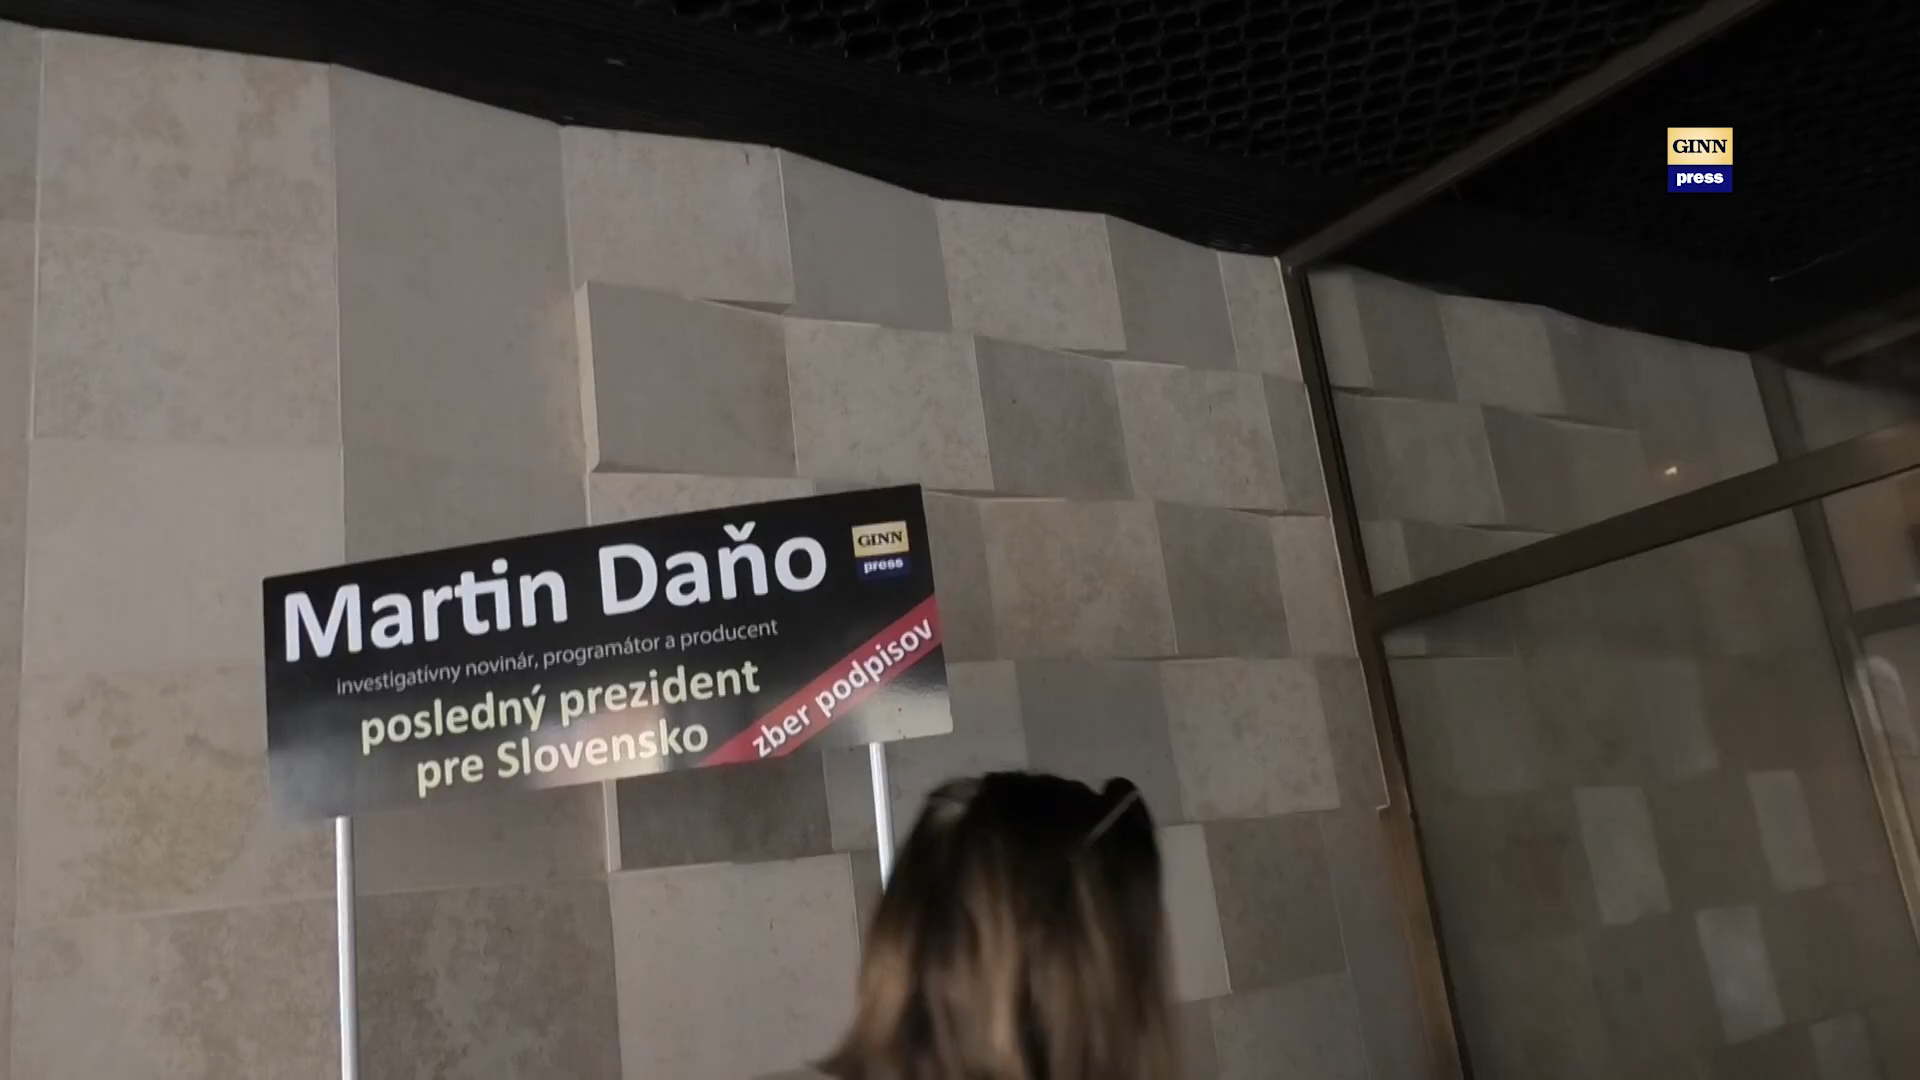 GINN
press
Martin Daňo
GINN
press
investigatívny novinár, programátor a producent
posledný prezident
pre Slovensko
zber podpisov